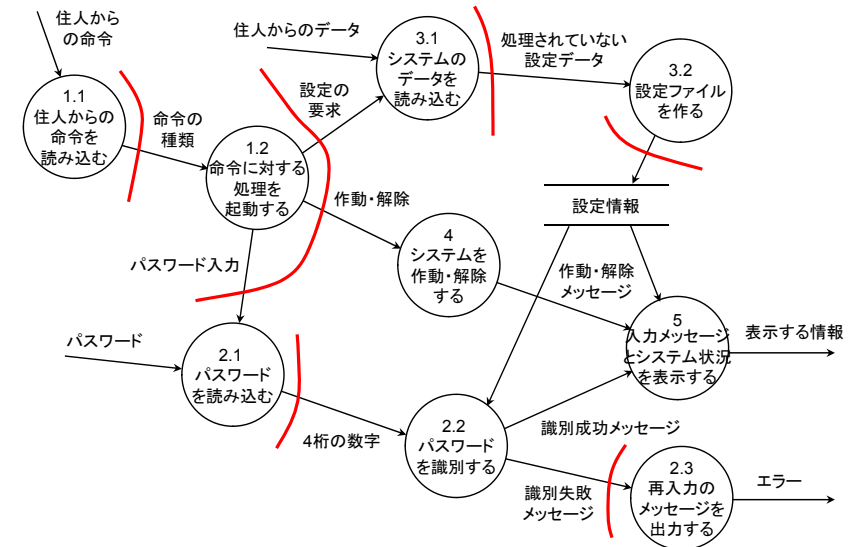 住人から
の命令
1.1
住人からの
命令を
読み込む
命令の
種類
1.2
命令に対する
処理を
起動する
設定の
要求
住人からのデータ
3.1
システムの
データを
読み込む
処理されていない
設定データ
3.2
設定ファイル
を作る
設定情報
作動・解除
4
システムを
作動・解除
する
作動・解除
メッセージ
5
入力メッセージ
とシステム状況
を表示する
表示する情報
パスワード入力
パスワード
2.1
パスワード
を読み込む
4桁の数字
2.2
パスワード
を識別する
識別成功メッセージ
識別失敗
メッセージ
2.3
再入力の
メッセージを
出力する
エラー